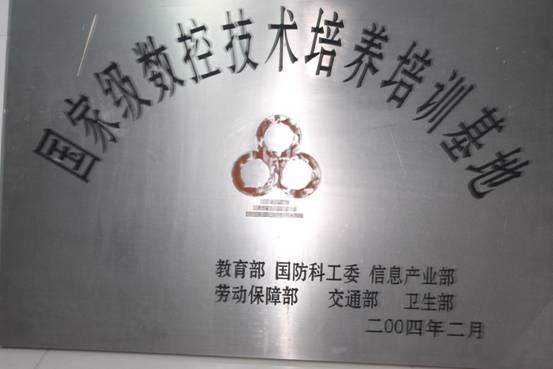 国家级数控技术培养培训基地
教育部 国防科工委 信息产业部
劳动保障部 交通部 卫生部
二〇〇四年二月